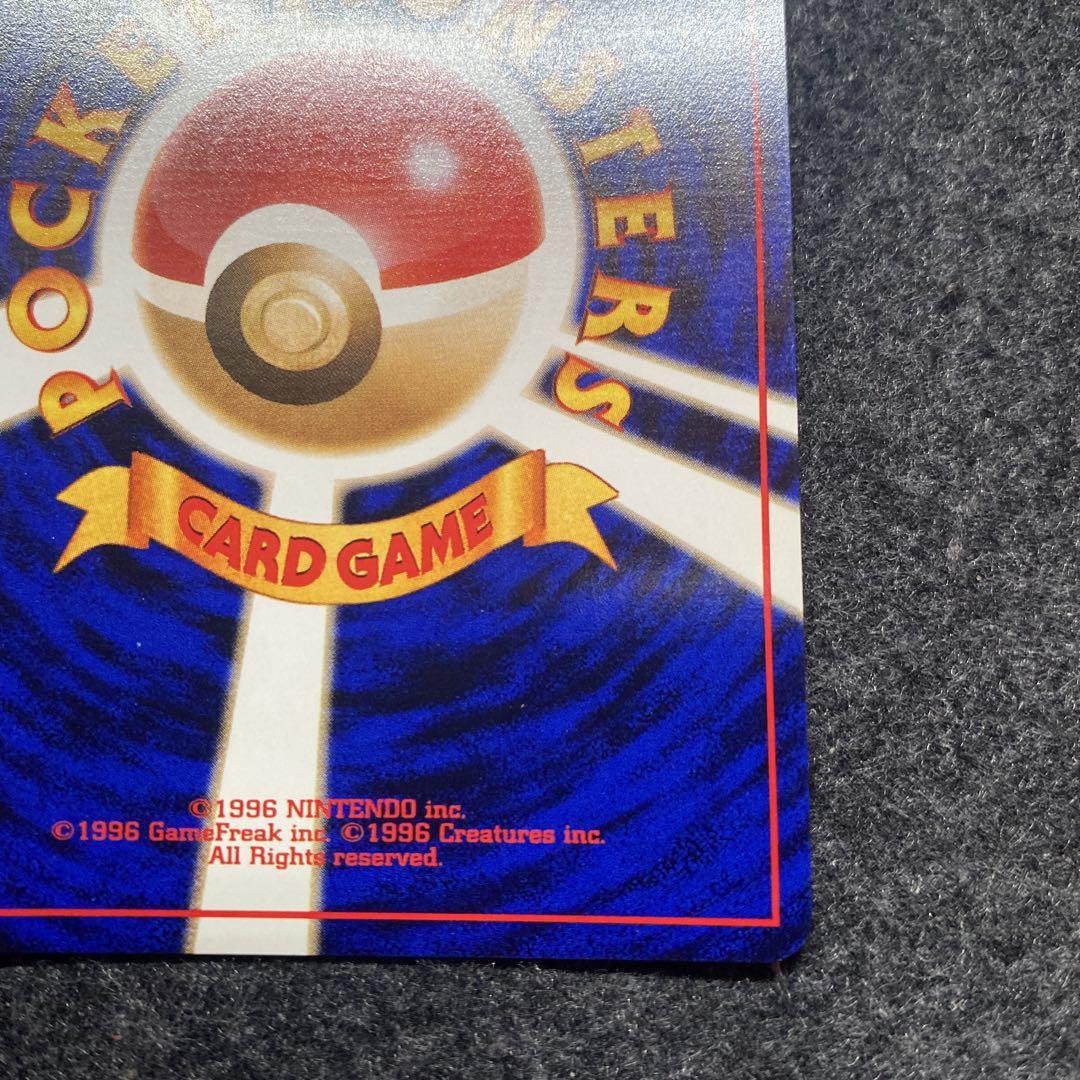 POCKET MONSTERS
CARD GAME
©1996 NINTENDO inc.
©1996 GameFreak inc. ©1996 Creatures inc.
All Rights reserved.